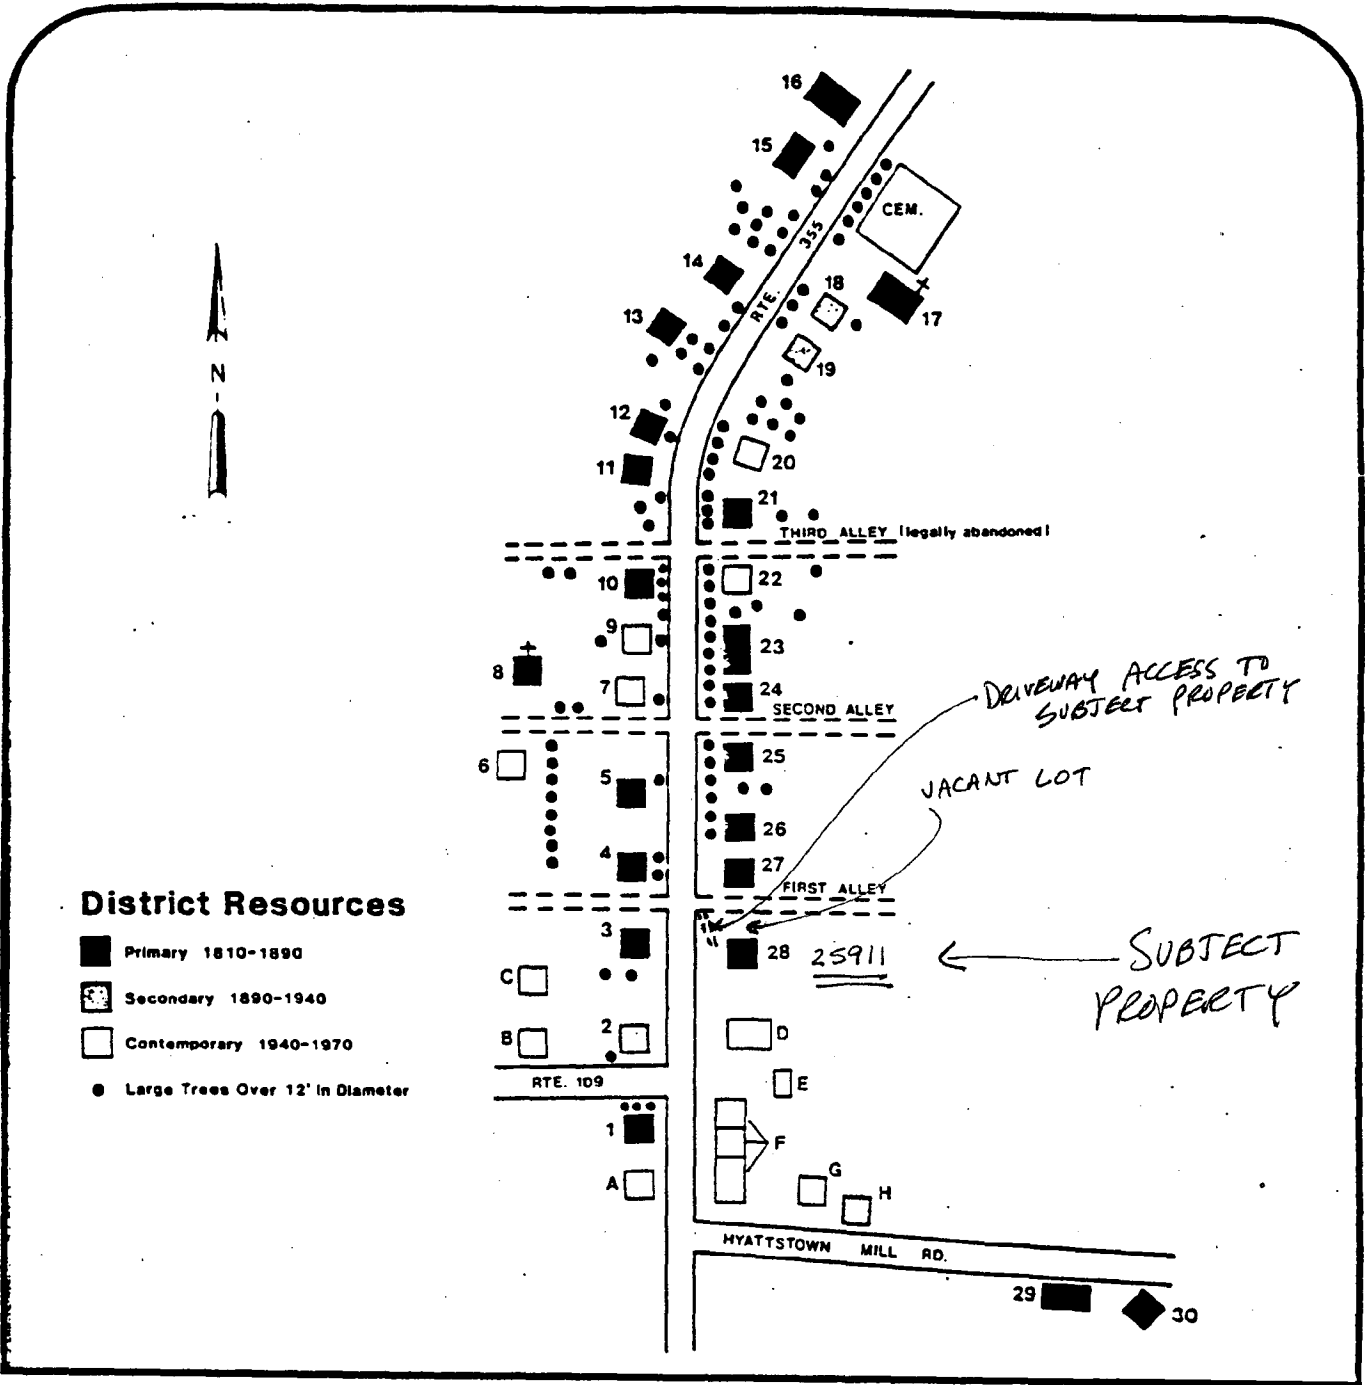 16
15
CEM.
RTE. 355
14
18
13
17
19
N
12
20
11
21
THIRD ALLEY (legally abandoned)
10
22
9
23
8
7
24
DRIVEWAY ACCESS TO
SUBJECT PROPERTY
SECOND ALLEY
6
25
5
VACANT LOT
26
4
27
FIRST ALLEY
District Resources
Primary 1810-1890
Secondary 1890-1940
Contemporary 1940-1970
Large Trees Over 12' In Diameter
3
28
25911
SUBJECT
PROPERTY
C
2
B
D
RTE. 109
E
1
F
A
G
H
HYATTSTOWN MILL RD.
29
30